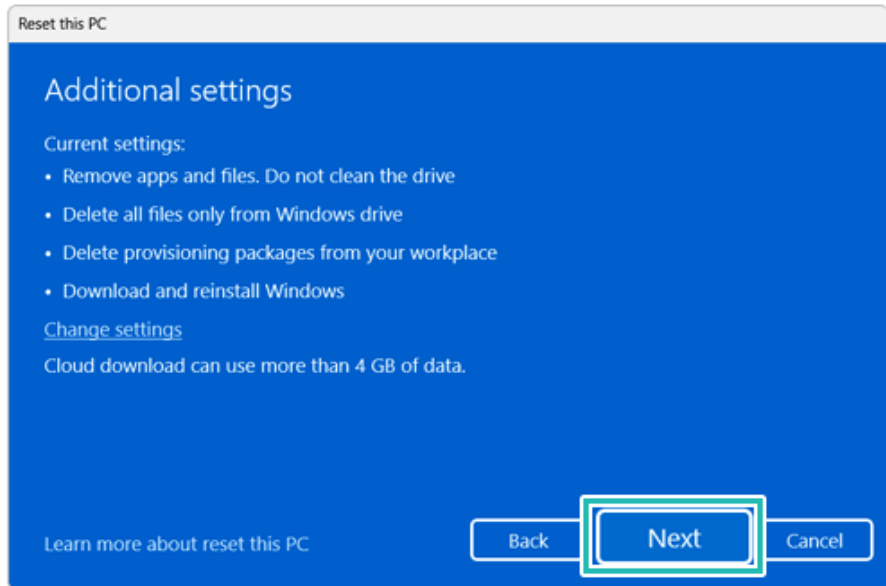 Reset this PC
Additional settings
Current settings:
• Remove apps and files. Do not clean the drive
• Delete all files only from Windows drive
• Delete provisioning packages from your workplace
• Download and reinstall Windows
Change settings
Cloud download can use more than 4 GB of data.
Learn more about reset this PC
Back
Next
Cancel